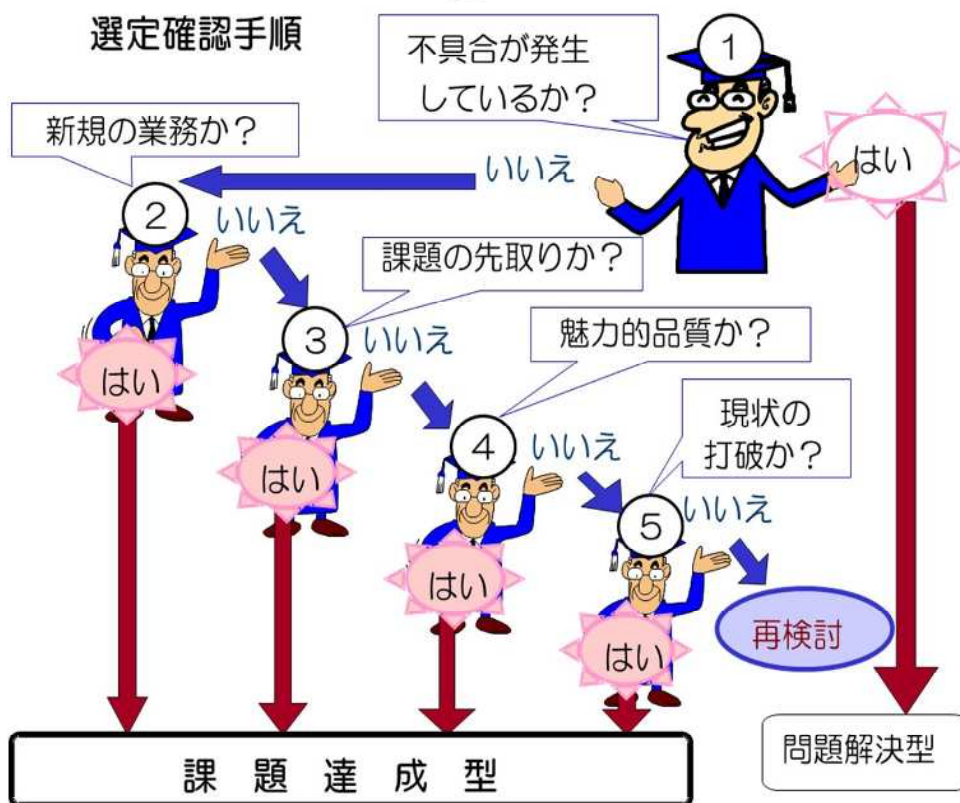 選定確認手順
①
不具合が発生
しているか?
はい
いいえ
新規の業務か?
②
いいえ
はい
課題の先取りか?
③
いいえ
はい
魅力的品質か?
④
いいえ
はい
現状の
打破か?
⑤
いいえ
はい
再検討
課題達成型
問題解決型